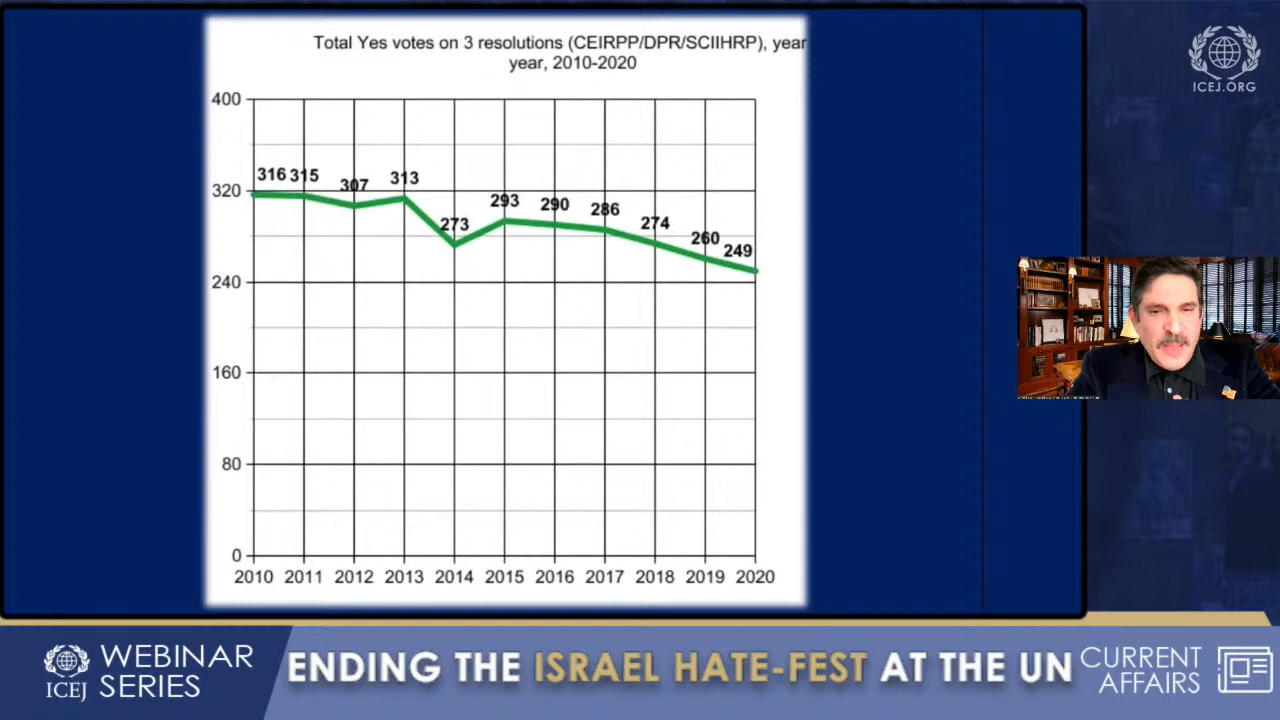 Total Yes votes on 3 resolutions (CEIRPP/DPR/SCIIHRP), year
year, 2010-2020
ICEJ.ORG
400
320
240
160
80
0
316 315 307 313 273 293 290 286 274 260 249
2010 2011 2012 2013 2014 2015 2016 2017 2018 2019 2020
WEBINAR
SERIES
ICEJ
ENDING THE ISRAEL HATE-FEST AT THE UN
CURRENT
AFFAIRS